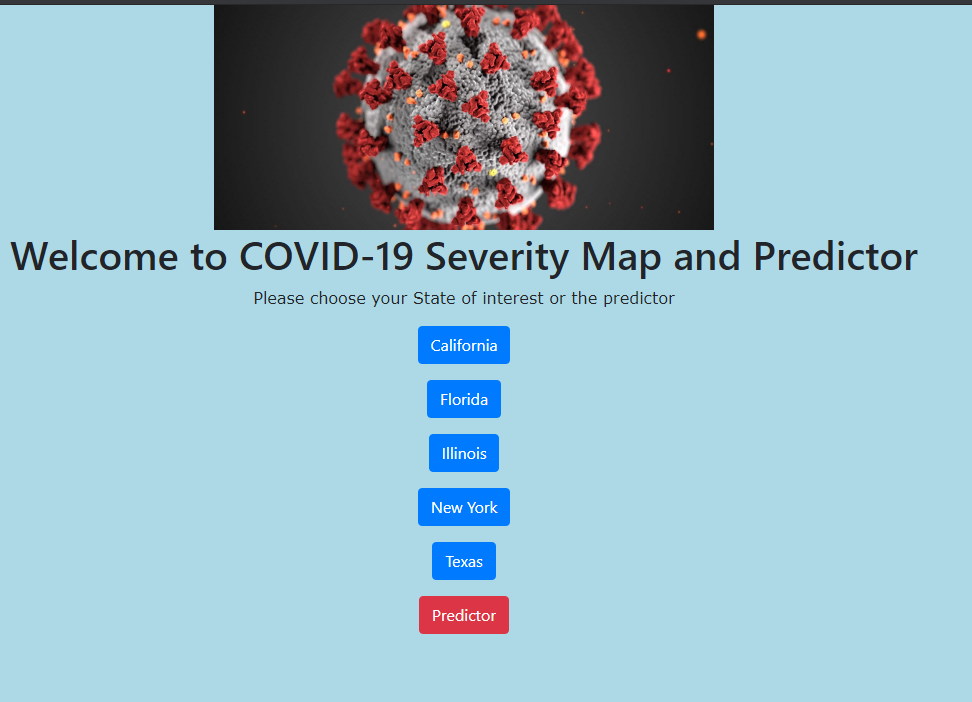 Welcome to COVID-19 Severity Map and Predictor
Please choose your State of interest or the predictor
California
Florida
Illinois
New York
Texas
Predictor